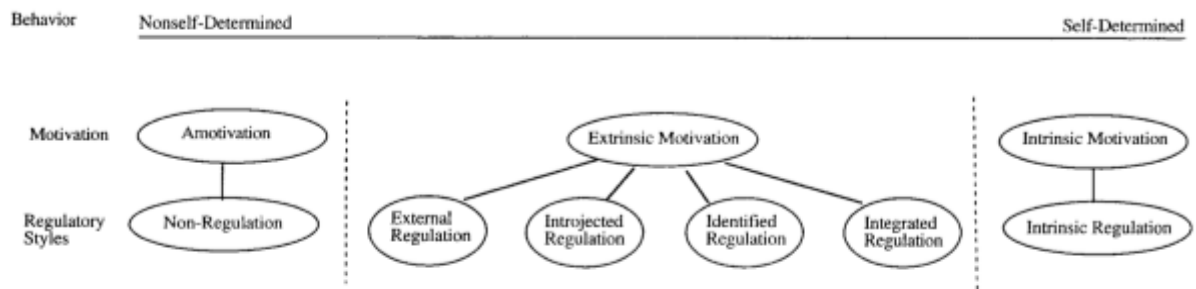 Behavior Nonself-Determined Self-Determined
Motivation Amotivation Extrinsic Motivation Intrinsic Motivation
Regulatory
Styles
Non-Regulation
External
Regulation
Introjected
Regulation
Identified
Regulation
Integrated
Regulation
Intrinsic Regulation